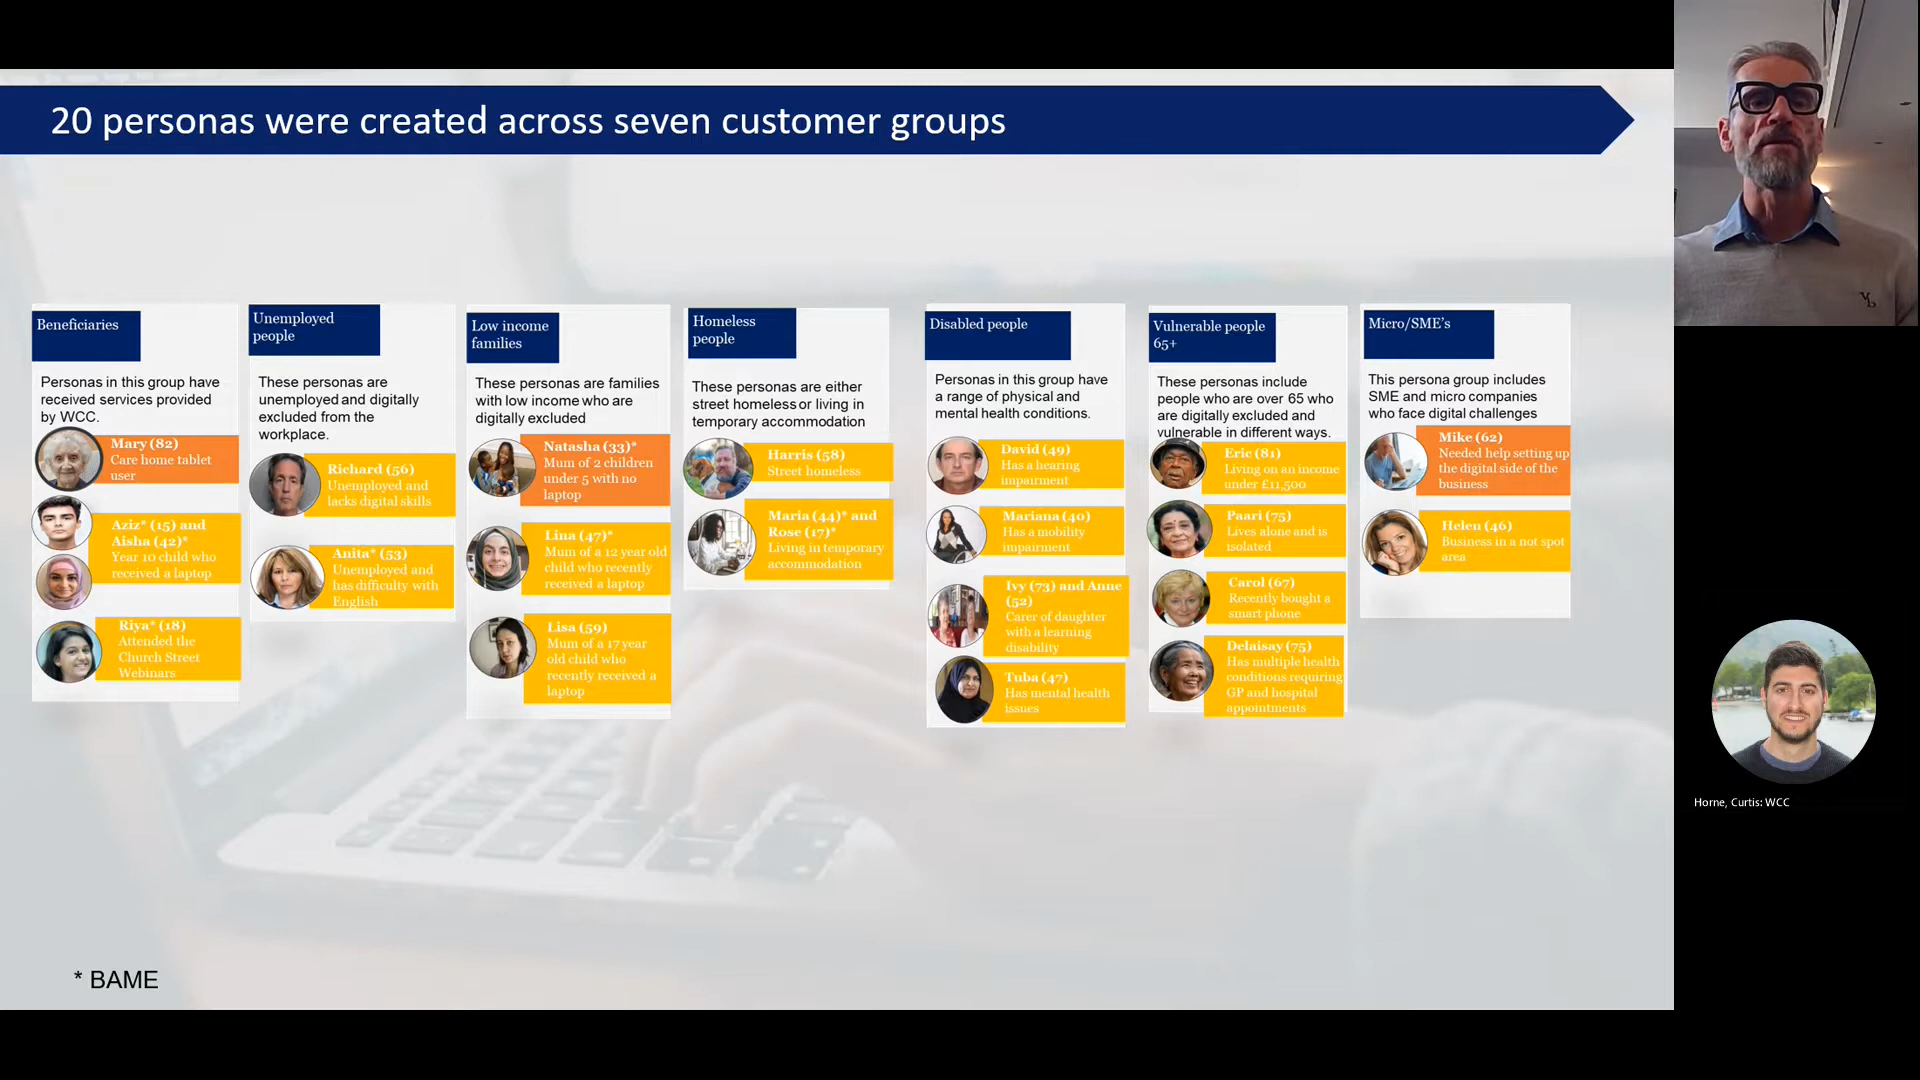 20 personas were created across seven customer groups
Beneficiaries
Personas in this group have
received services provided
by WCC.
Mary (82)
Care home tablet
user
Aziz* (15) and
Aisha (42)*
Year 10 child who
received a laptop
Riya* (18)
Attended the
Church Street
Webinars
Unemployed
people
These personas are
unemployed and digitally
excluded from the
workplace.
Richard (56)
Unemployed and
lacks digital skills
Anita* (53)
Unemployed and
has difficulty with
English
Low income
families
These personas are families
with low income who are
digitally excluded
Natasha (33)*
Mum of 2 children
under 5 with no
laptop
Lina (47)*
Mum of a 12 year old
child who recently
received a laptop
Lisa (59)
Mum of a 17 year
old child who
recently received a
laptop
Homeless
people
These personas are either
street homeless or living in
temporary accommodation
Harris (58)
Street homeless
Maria (44)* and
Rose (17)*
Living in temporary
accommodation
Disabled people
Personas in this group have
a range of physical and
mental health conditions.
David (49)
Has a hearing
impairment
Mariana (40)
Has a mobility
impairment
Ivy (73) and Anne
(52)
Carer of daughter
with a learning
disability
Tuba (47)
Has mental health
issues
Vulnerable people
65+
These personas include
people who are over 65 who
are digitally excluded and
vulnerable in different ways.
Eric (81)
Living on an income
under £11,500
Paari (75)
Lives alone and is
isolated
Carol (67)
Recently bought a
smart phone
Delaisay (75)
Has multiple health
conditions requiring
GP and hospital
appointments
Micro/SME's
This persona group includes
SME and micro companies
who face digital challenges
Mike (62)
Needed help setting up
the digital side of the
business
Helen (46)
Business in a not spot
area
* BAME
Horne, Curtis: WCC